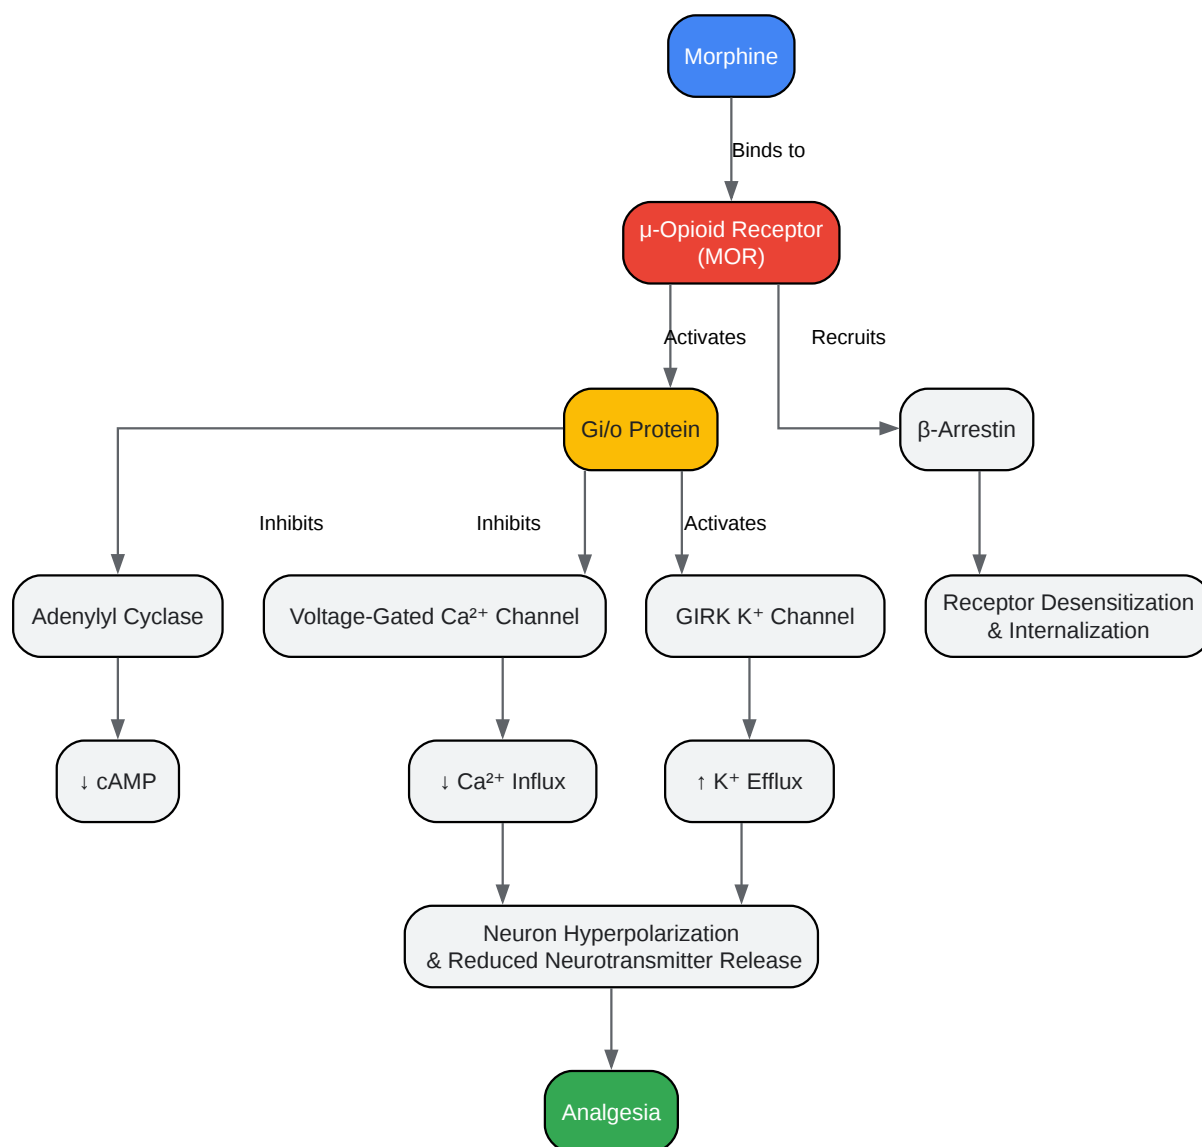 Morphine
Binds to
μ-Opioid Receptor
(MOR)
Activates
Recruits
Gi/o Protein
β-Arrestin
Inhibits
Inhibits
Activates
Adenylyl Cyclase
Voltage-Gated Ca²⁺ Channel
GIRK K⁺ Channel
Receptor Desensitization
& Internalization
↓ cAMP
↓ Ca²⁺ Influx
↑ K⁺ Efflux
Neuron Hyperpolarization
& Reduced Neurotransmitter Release
Analgesia